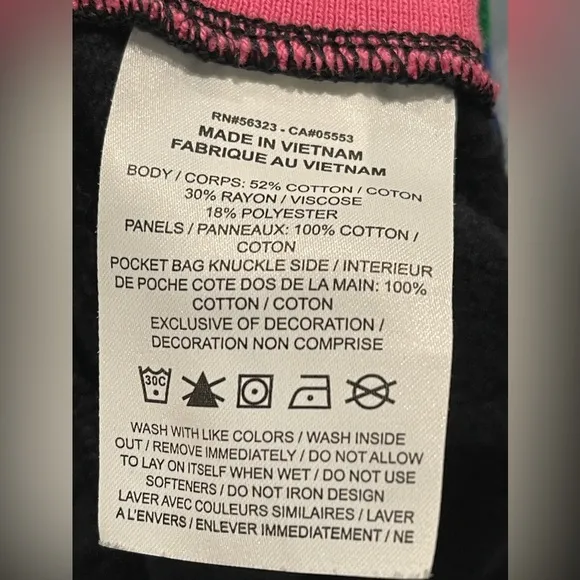 RN#56323 - CA#05553
MADE IN VIETNAM
FABRIQUE AU VIETNAM
BODY / CORPS: 52% COTTON / COTON
30% RAYON / VISCOSE
18% POLYESTER
PANELS / PANNEAUX: 100% COTTON /
COTON
POCKET BAG KNUCKLE SIDE / INTERIEUR
DE POCHE COTE DOS DE LA MAIN: 100%
COTTON / COTON
EXCLUSIVE OF DECORATION /
DECORATION NON COMPRISE
30C
WASH WITH LIKE COLORS / WASH INSIDE
OUT / REMOVE IMMEDIATELY / DO NOT ALLOW
TO LAY ON ITSELF WHEN WET / DO NOT USE
SOFTENERS / DO NOT IRON DESIGN
LAVER AVEC COULEURS SIMILAIRES / LAVER
A L'ENVERS / ENLEVER IMMEDIATEMENT / NE